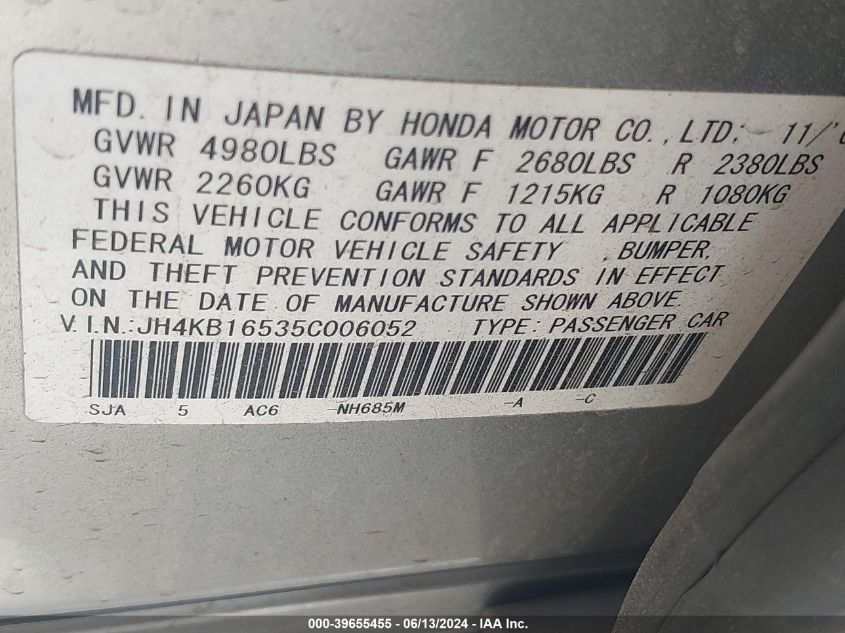 MFD. IN JAPAN BY HONDA MOTOR CO., LTD; 11/'0
GVWR 4980LBS GAWR F 2680LBS R 2380LBS
GVWR 2260KG GAWR F 1215KG R 1080KG
THIS VEHICLE CONFORMS TO ALL APPLICABLE
FEDERAL MOTOR VEHICLE SAFETY , BUMPER,
AND THEFT PREVENTION STANDARDS IN EFFECT
ON THE DATE OF MANUFACTURE SHOWN ABOVE.
V.I.N.: JH4KB16535C006052 TYPE: PASSENGER CAR
SJA 5 AC6 -NH685M -A -C
000-39655455 - 06/13/2024 - IAA Inc.